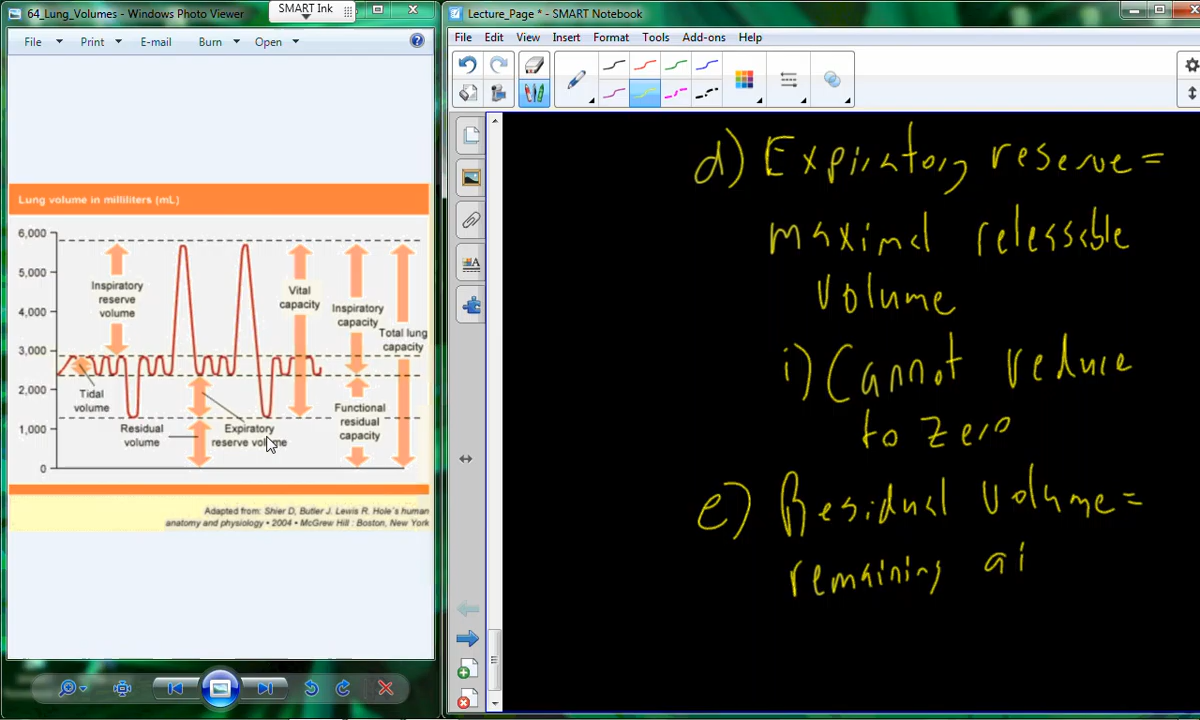 64_Lung_Volumes - Windows Photo Viewer
SMART Ink
File Print E-mail Burn Open
Lung volume in milliliters (mL)
6,000
5,000
4,000
3,000
2,000
1,000
0
Inspiratory
reserve
volume
Tidal
volume
Residual
volume
Expiratory
reserve volume
Vital
capacity
Inspiratory
capacity
Total lung
capacity
Functional
residual
capacity
Adapted from: Shier D, Butler J. Lewis R. Hole's human
anatomy and physiology • 2004 • McGrew Hill : Boston, New York
Lecture_Page * - SMART Notebook
File Edit View Insert Format Tools Add-ons Help
d) Expiratory reserve =
maximal releasable
volume
i) Cannot reduce
to zero
e) Residual volume =
remaining ai